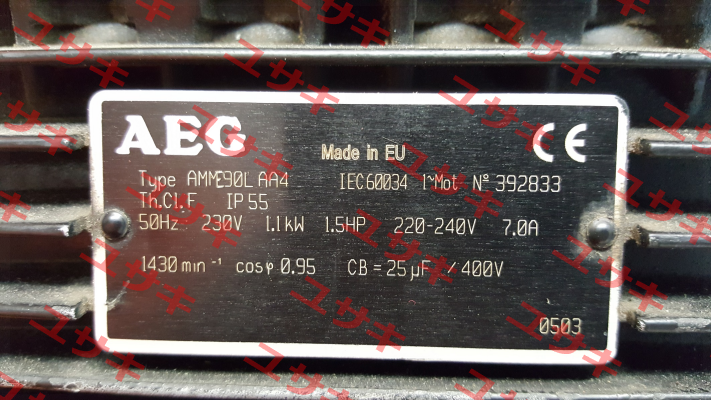 AEG
Made in EU
CE
Type AMME90L AA4 IEC60034 1~Mot Nº 392833
Th.Cl.F IP 55
50Hz 230V 1.1kW 1.5HP 220-240V 7.0A
1430 min⁻¹ cosφ 0.95 CB = 25µF / 400V
0503
ユサキ